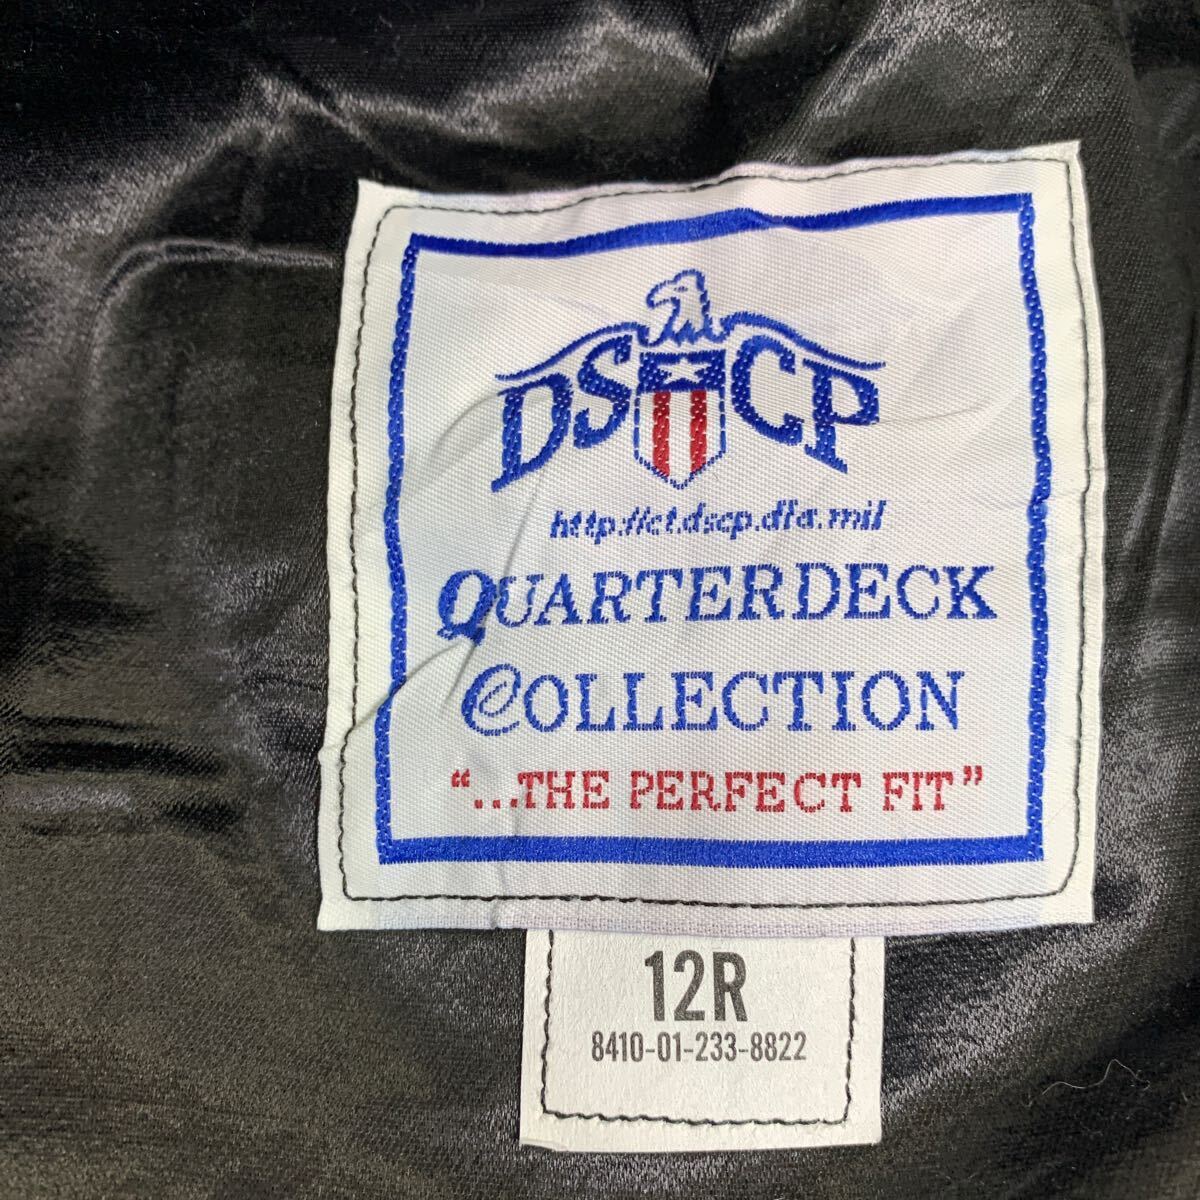 DSCP
http://ct.dscp.dla.mil
QUARTERDECK
COLLECTION
“...THE PERFECT FIT”
12R
8410-01-233-8822